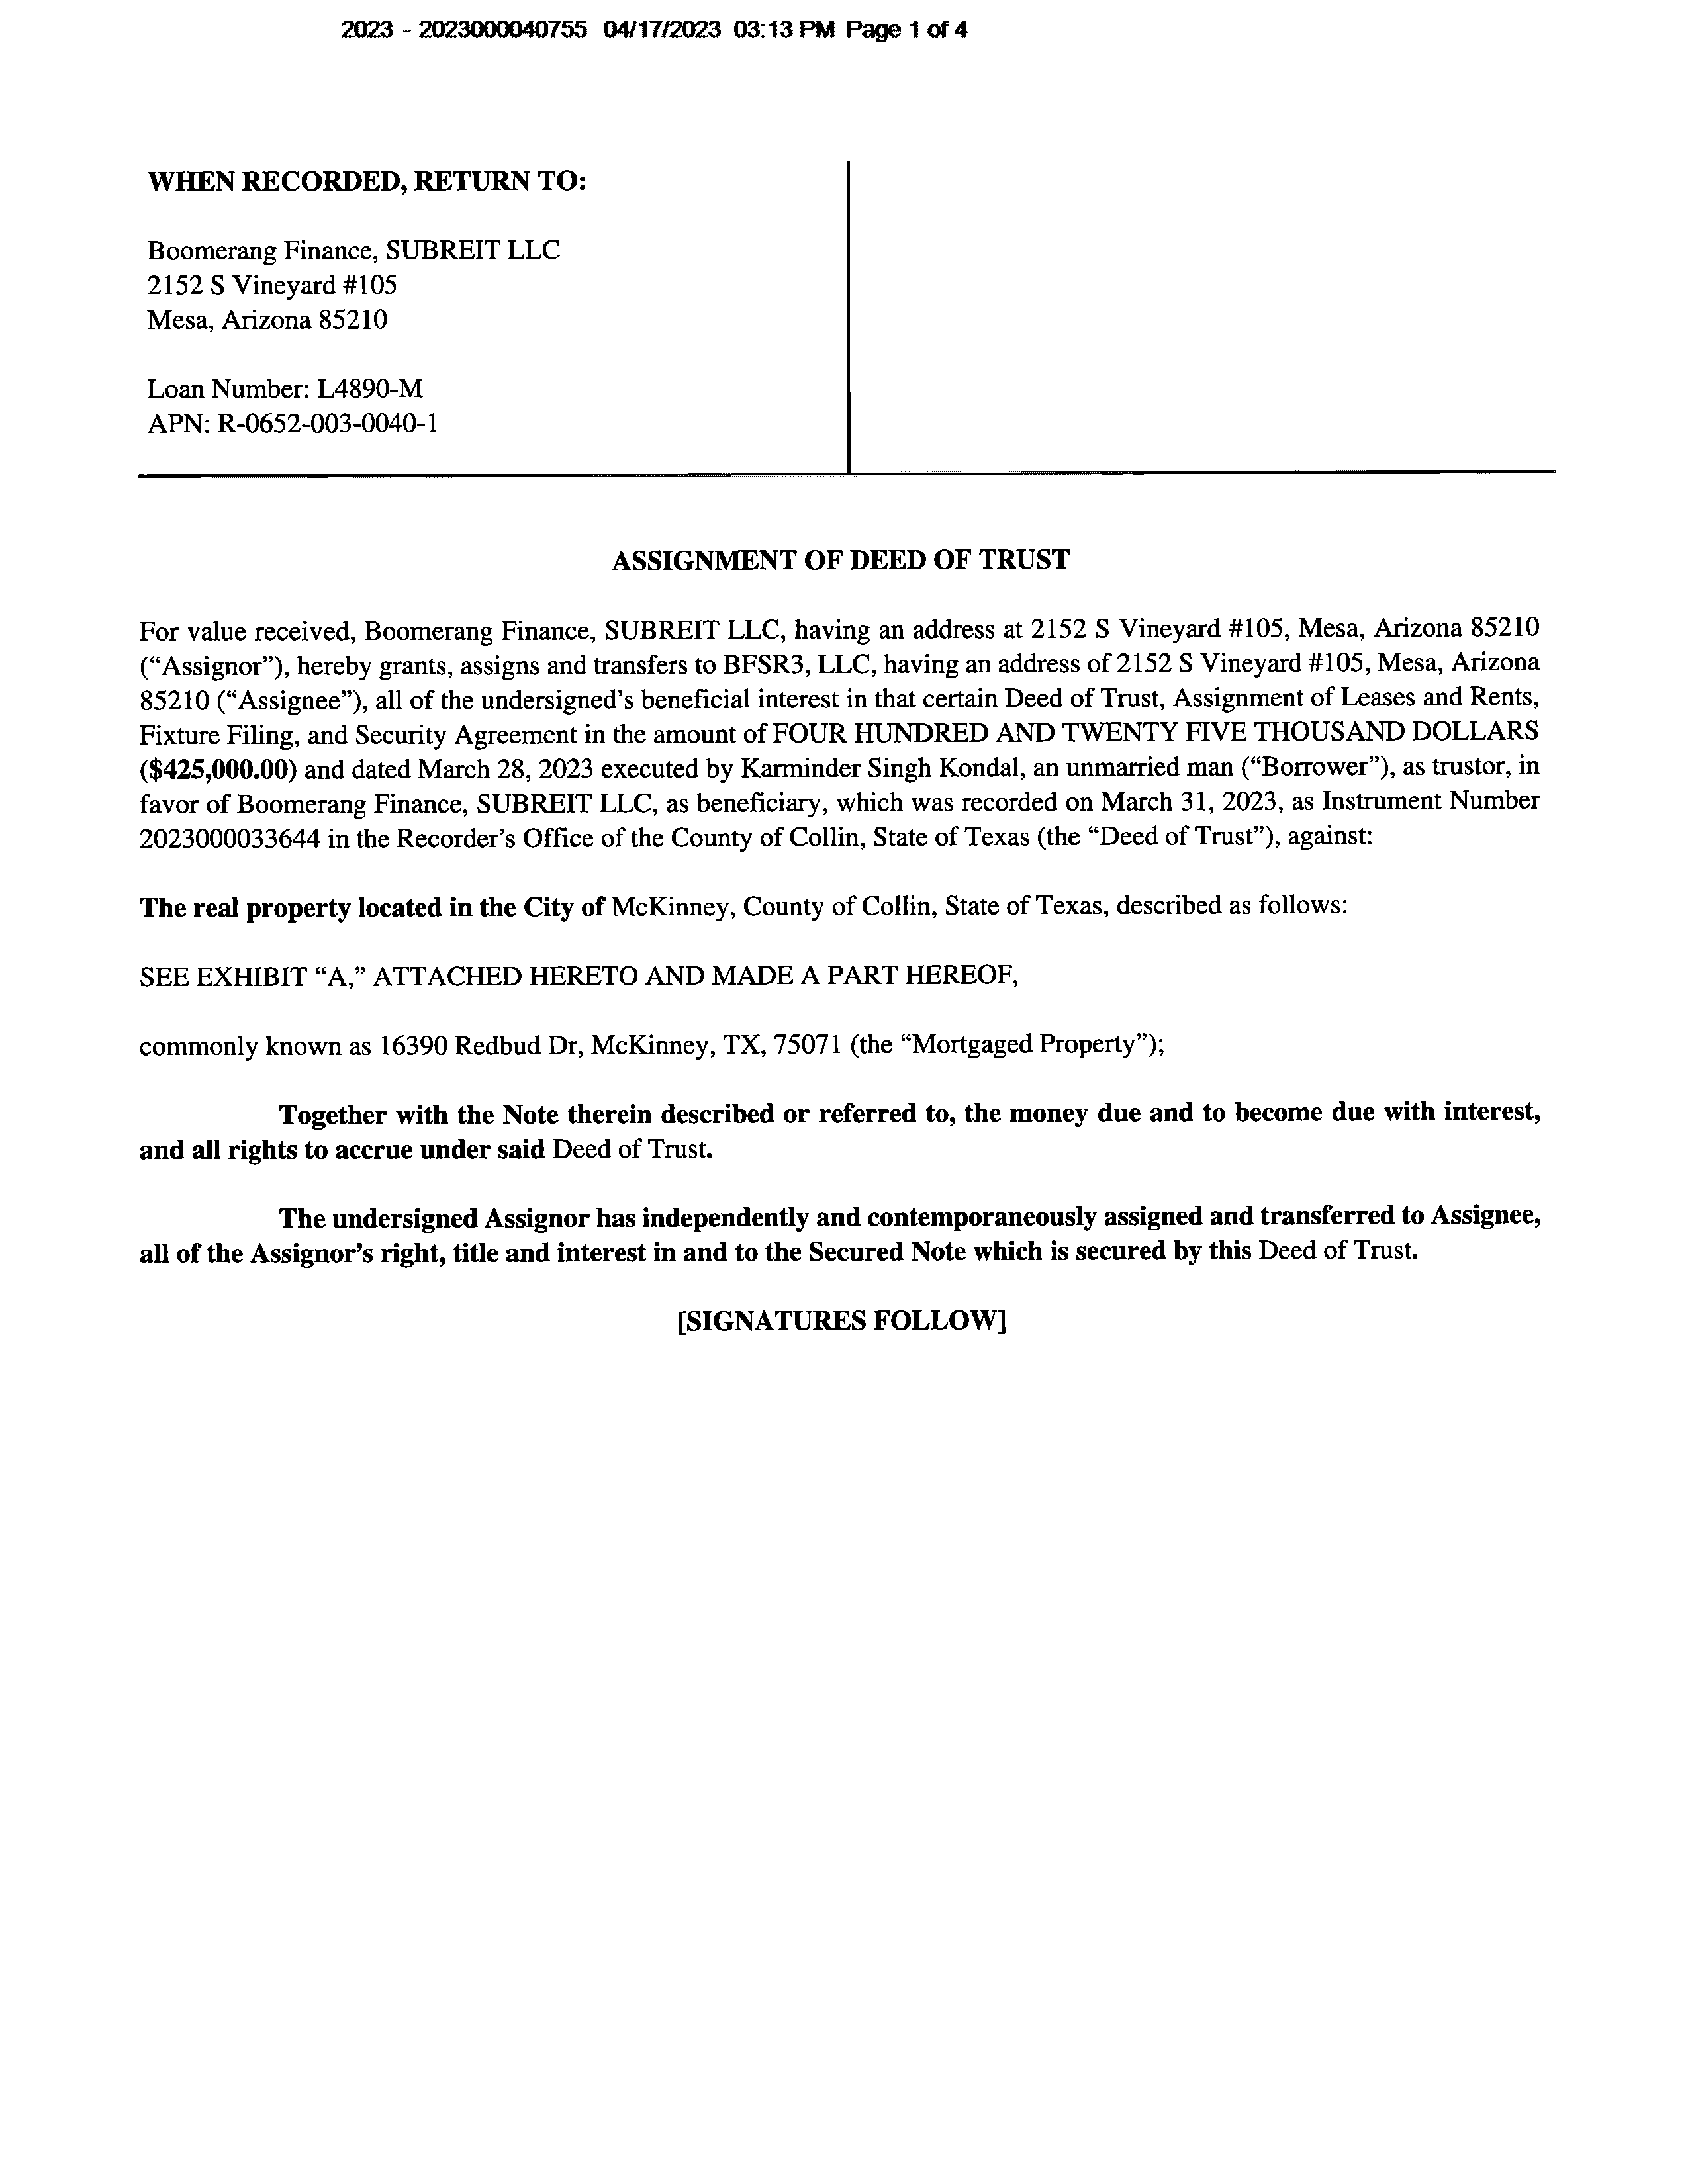 2023 - 2023000040755 04/17/2023 03:13 PM Page 1 of 4
WHEN RECORDED, RETURN TO:
Boomerang Finance, SUBREIT LLC
2152 S Vineyard #105
Mesa, Arizona 85210
Loan Number: L4890-M
APN: R-0652-003-0040-1
ASSIGNMENT OF DEED OF TRUST
For value received, Boomerang Finance, SUBREIT LLC, having an address at 2152 S Vineyard #105, Mesa, Arizona 85210
(“Assignor”), hereby grants, assigns and transfers to BFSR3, LLC, having an address of 2152 S Vineyard #105, Mesa, Arizona
85210 (“Assignee”), all of the undersigned’s beneficial interest in that certain Deed of Trust, Assignment of Leases and Rents,
Fixture Filing, and Security Agreement in the amount of FOUR HUNDRED AND TWENTY FIVE THOUSAND DOLLARS
($425,000.00) and dated March 28, 2023 executed by Karminder Singh Kondal, an unmarried man (“Borrower”), as trustor, in
favor of Boomerang Finance, SUBREIT LLC, as beneficiary, which was recorded on March 31, 2023, as Instrument Number
2023000033644 in the Recorder’s Office of the County of Collin, State of Texas (the “Deed of Trust”), against:
The real property located in the City of McKinney, County of Collin, State of Texas, described as follows:
SEE EXHIBIT “A,” ATTACHED HERETO AND MADE A PART HEREOF,
commonly known as 16390 Redbud Dr, McKinney, TX, 75071 (the “Mortgaged Property”);
Together with the Note therein described or referred to, the money due and to become due with interest,
and all rights to accrue under said Deed of Trust.
The undersigned Assignor has independently and contemporaneously assigned and transferred to Assignee,
all of the Assignor’s right, title and interest in and to the Secured Note which is secured by this Deed of Trust.
[SIGNATURES FOLLOW]